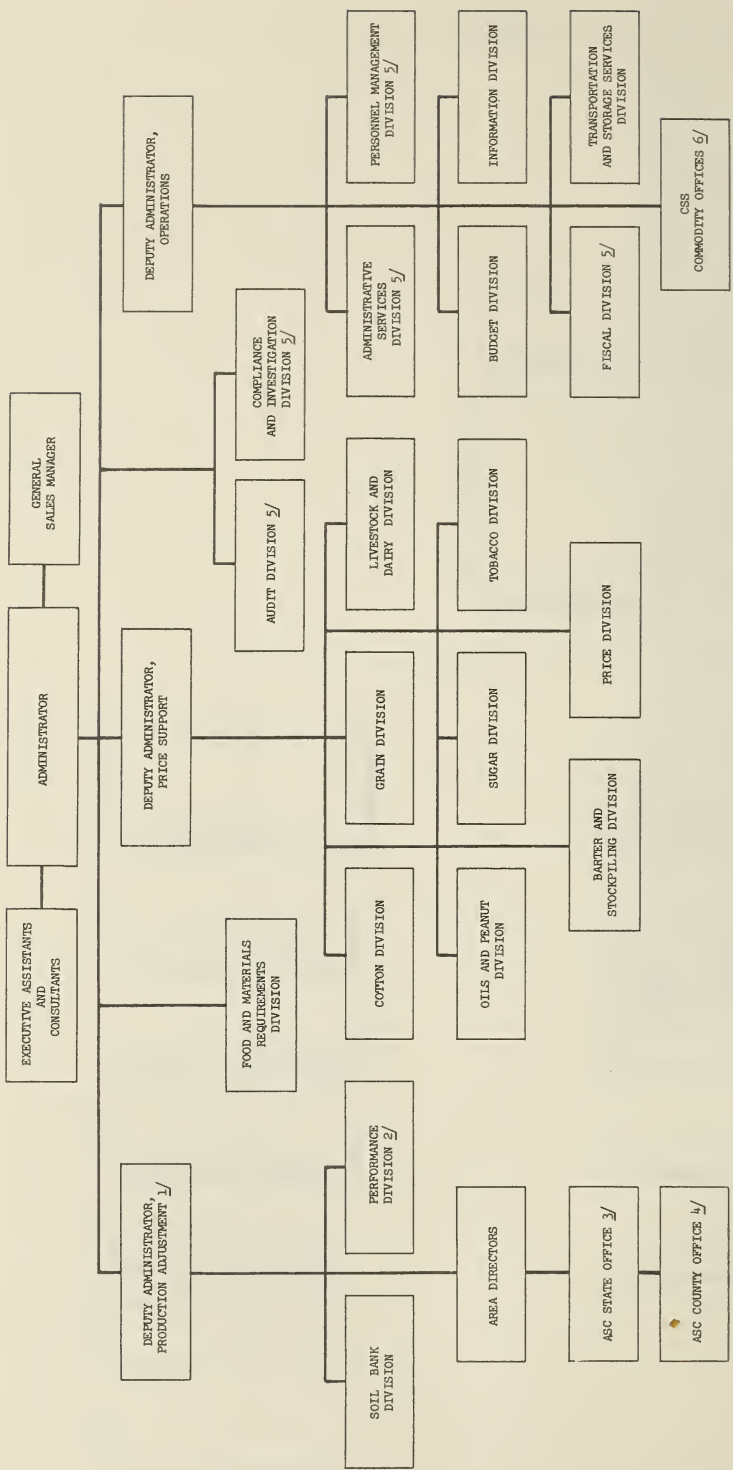 EXECUTIVE ASSISTANTS
AND
CONSULTANTS
ADMINISTRATOR
GENERAL
SALES MANAGER
DEPUTY ADMINISTRATOR,
PRODUCTION ADJUSTMENT 1/
DEPUTY ADMINISTRATOR,
PRICE SUPPORT
DEPUTY ADMINISTRATOR,
OPERATIONS
FOOD AND MATERIALS
REQUIREMENTS
DIVISION
AUDIT DIVISION 5/
COMPLIANCE
AND INVESTIGATION
DIVISION 5/
SOIL BANK
DIVISION
PERFORMANCE
DIVISION 2/
AREA DIRECTORS
ASC STATE OFFICE 3/
ASC COUNTY OFFICE 4/
COTTON DIVISION
GRAIN DIVISION
LIVESTOCK AND
DAIRY DIVISION
OILS AND PEANUT
DIVISION
SUGAR DIVISION
TOBACCO DIVISION
BARTER AND
STOCKPILING DIVISION
PRICE DIVISION
ADMINISTRATIVE
SERVICES
DIVISION 5/
PERSONNEL MANAGEMENT
DIVISION 5/
BUDGET DIVISION
INFORMATION DIVISION
FISCAL DIVISION 5/
TRANSPORTATION
AND STORAGE SERVICES
DIVISION
CSS
COMMODITY OFFICES 6/